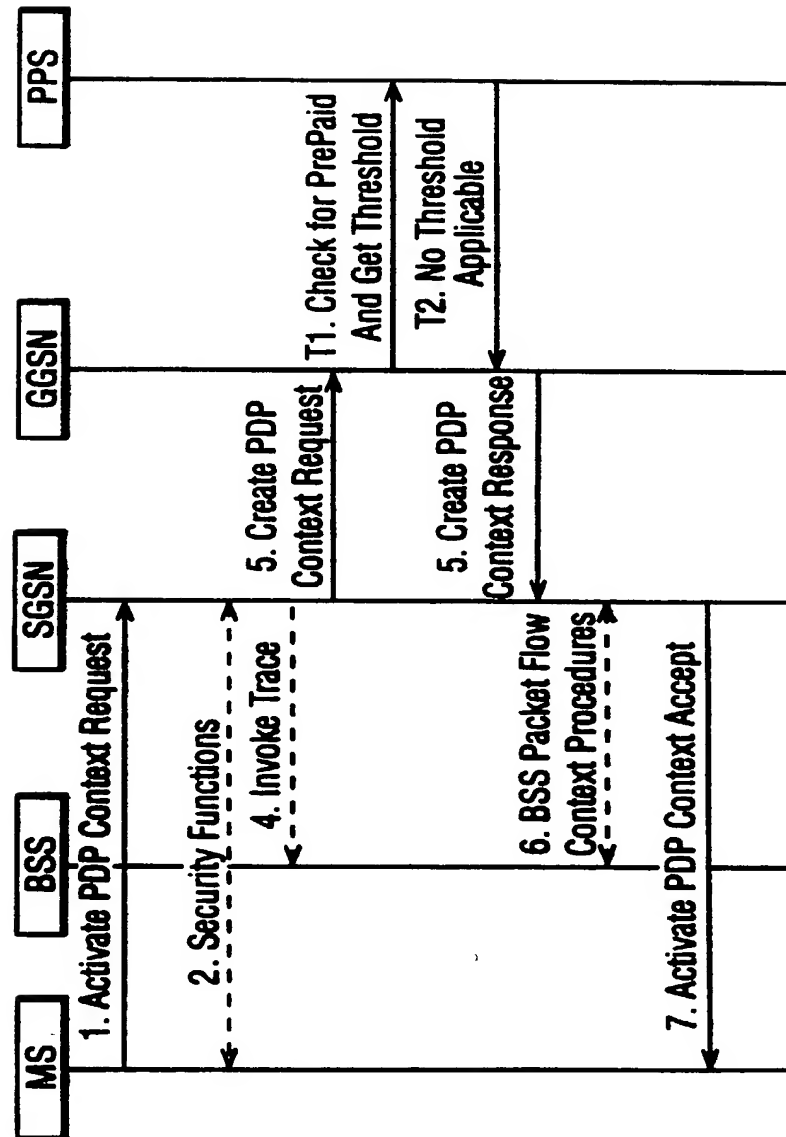 MS
BSS
SGSN
GGSN
PPS
1. Activate PDP Context Request
2. Security Functions
4. Invoke Trace
5. Create PDP
Context Request
T1. Check for PrePaid
And Get Threshold
T2. No Threshold
Applicable
5. Create PDP
Context Response
6. BSS Packet Flow
Context Procedures
7. Activate PDP Context Accept